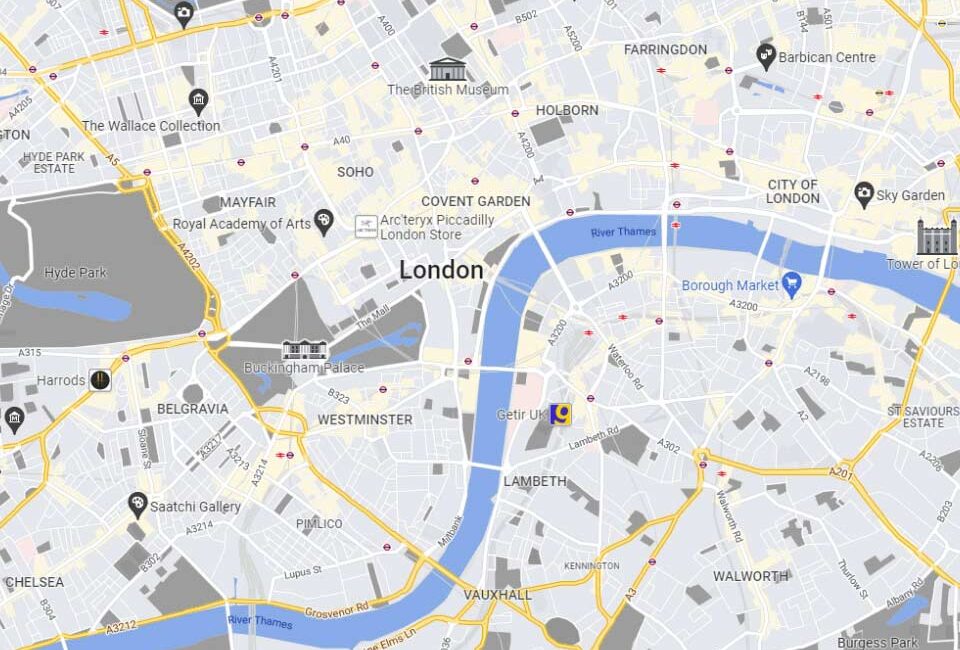 B502
A501
A400
A5200
FARRINGDON
Barbican Centre
A4201
The British Museum
A4205
The Wallace Collection
HOLBORN
HYDE PARK
ESTATE
A5
A40
A4200
SOHO
A4
MAYFAIR
COVENT GARDEN
CITY OF
LONDON
Sky Garden
Royal Academy of Arts
Arc'teryx Piccadilly
London Store
River Thames
A4202
London
Hyde Park
Tower of Lo
Borough Market
A3200
A3200
The Mall
A3200
A315
Waterloo Rd
Buckingham Palace
Harrods
A2198
B323
BELGRAVIA
WESTMINSTER
Getir UK
ST SAVIOURS
ESTATE
A2
Sloane St
A3217
A3213
A3214
Lambeth Rd
A302
A201
A2206
LAMBETH
Saatchi Gallery
A3214
PIMLICO
Millbank
Walworth Rd
B203
B302
Lupus St
CHELSEA
KENNINGTON
WALWORTH
Thurlow St
Albany Rd
B304
VAUXHALL
A3
Grosvenor Rd
A3212
River Thames
Elms Ln
Burgess Park